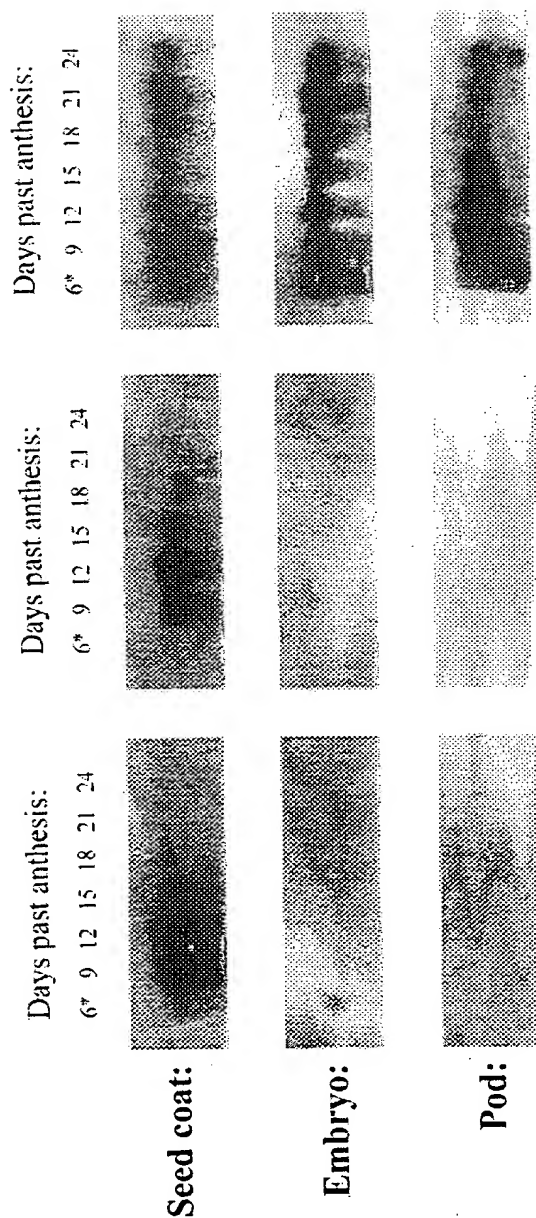 Days past anthesis: Days past anthesis: Days past anthesis:
6* 9 12 15 18 21 24 6* 9 12 15 18 21 24 6* 9 12 15 18 21 24
Seed coat:
Embryo:
Pod: